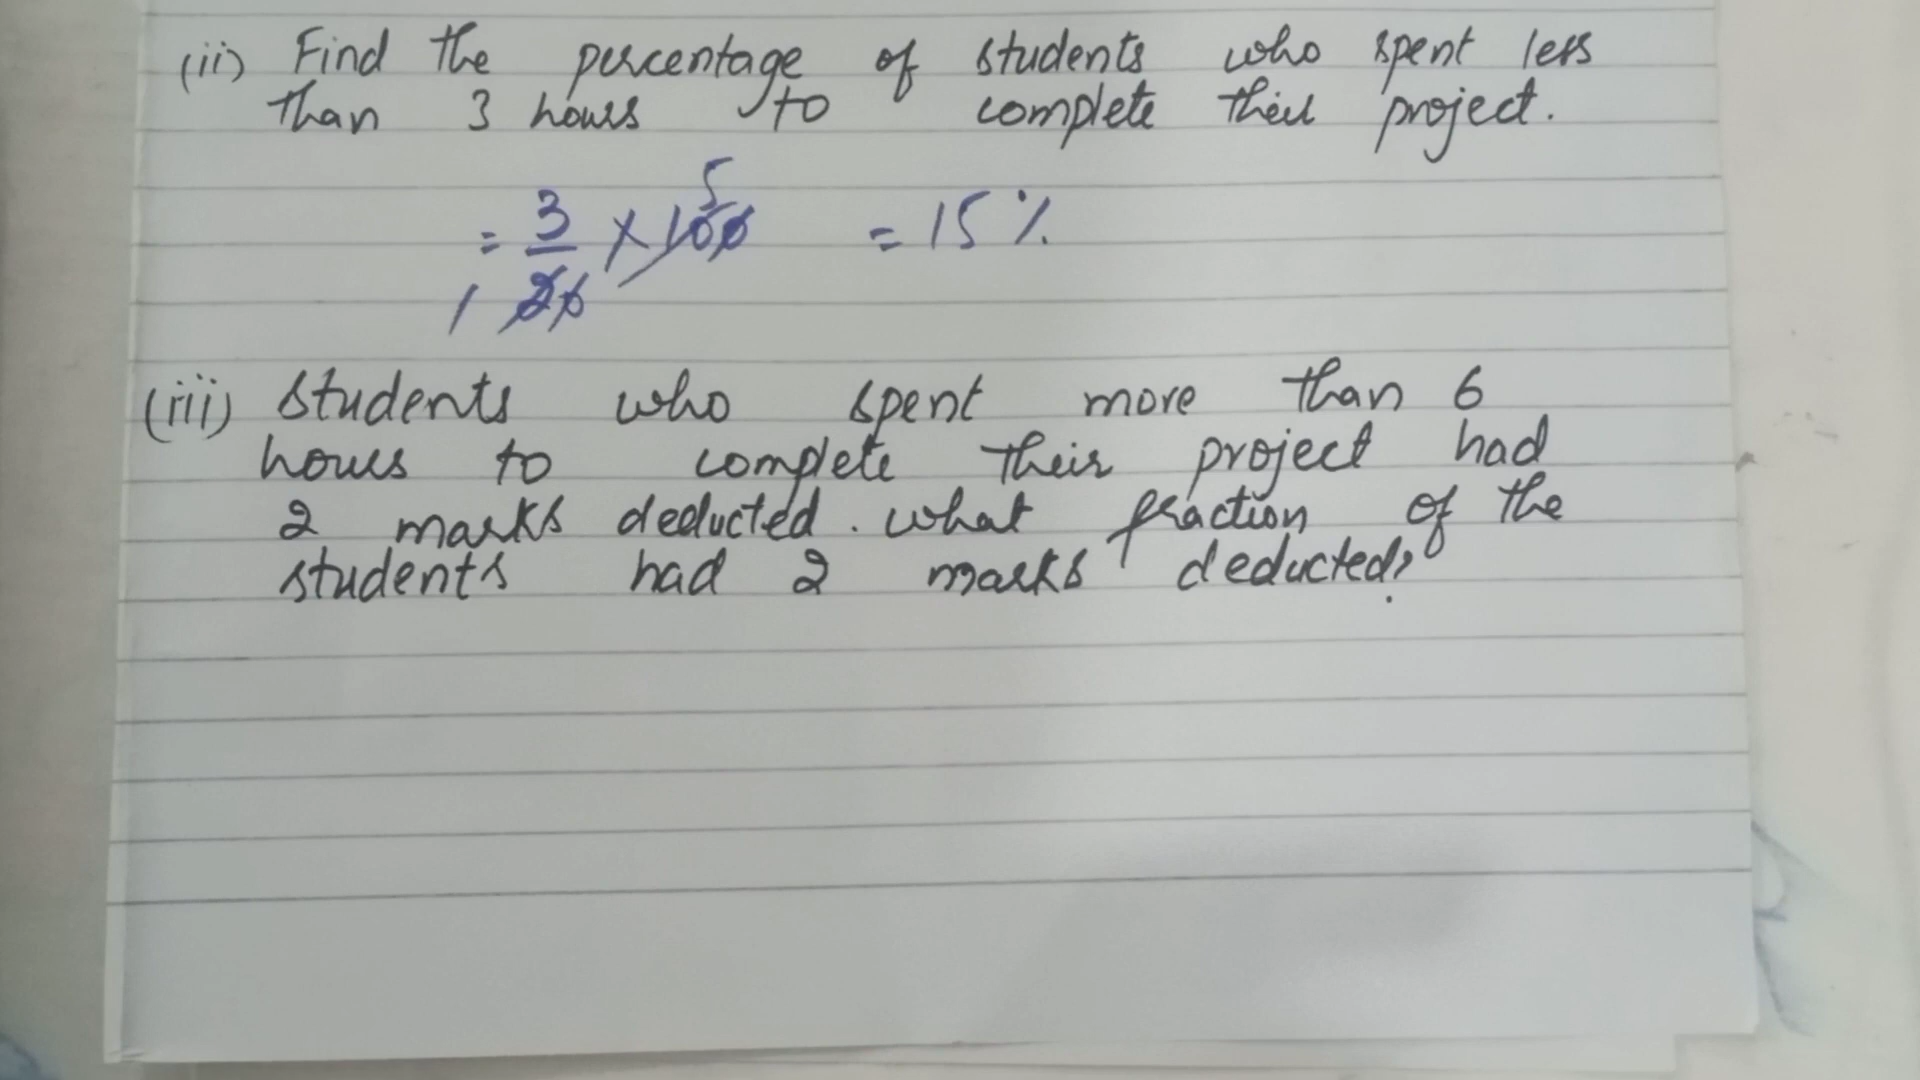 (ii) Find the percentage of students who spent less
than 3 hours to complete their project.
5
= 3/20 × 100 = 15 %
1
(iii) Students who spent more than 6
hours to complete their project had
2 marks deducted. what fraction of the
students had 2 marks deducted?